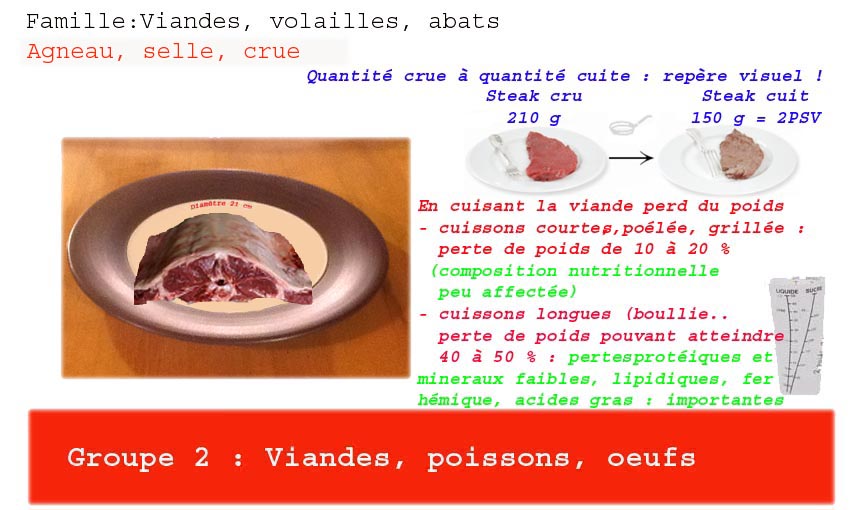 Famille:Viandes, volailles, abats
Agneau, selle, crue
Quantité crue à quantité cuite : repère visuel !
Steak cru
210 g
Steak cuit
150 g = 2PSV
Diamètre 21 cm
En cuisant la viande perd du poids
- cuissons courtes,poélée, grillée :
perte de poids de 10 à 20 %
(composition nutritionnelle
peu affectée)
- cuissons longues (boullie..
perte de poids pouvant atteindre
40 à 50 % : pertesprotéiques et
mineraux faibles, lipidiques, fer
hémique, acides gras : importantes
LIQUIDE SUCRE
Groupe 2 : Viandes, poissons, oeufs